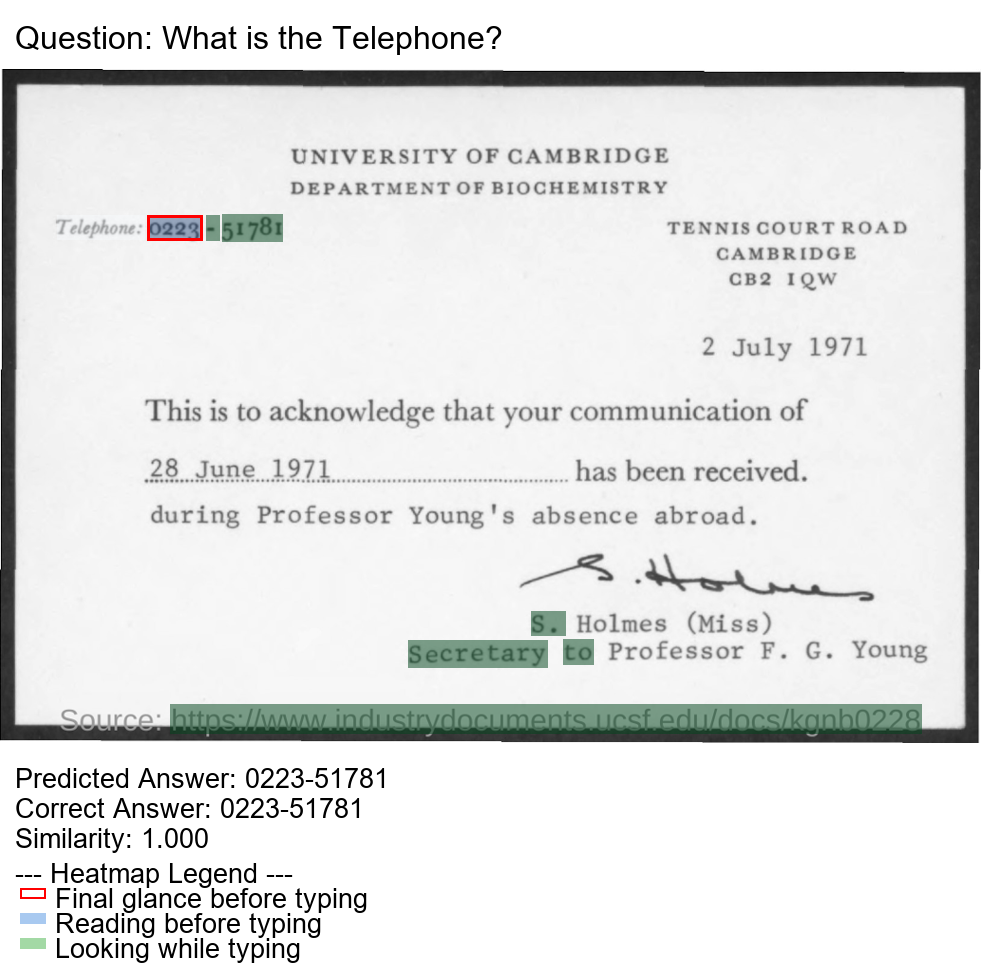 Question: What is the Telephone?
UNIVERSITY OF CAMBRIDGE
DEPARTMENT OF BIOCHEMISTRY
Telephone: 0223 - 51781
TENNIS COURT ROAD
CAMBRIDGE
CB2 1QW
2 July 1971
This is to acknowledge that your communication of
28 June 1971 has been received.
during Professor Young's absence abroad.
S. Holmes
S. Holmes (Miss)
Secretary to Professor F. G. Young
Source: https://www.industrydocuments.ucsf.edu/docs/kgnb0228
Predicted Answer: 0223-51781
Correct Answer: 0223-51781
Similarity: 1.000
--- Heatmap Legend ---
Final glance before typing
Reading before typing
Looking while typing